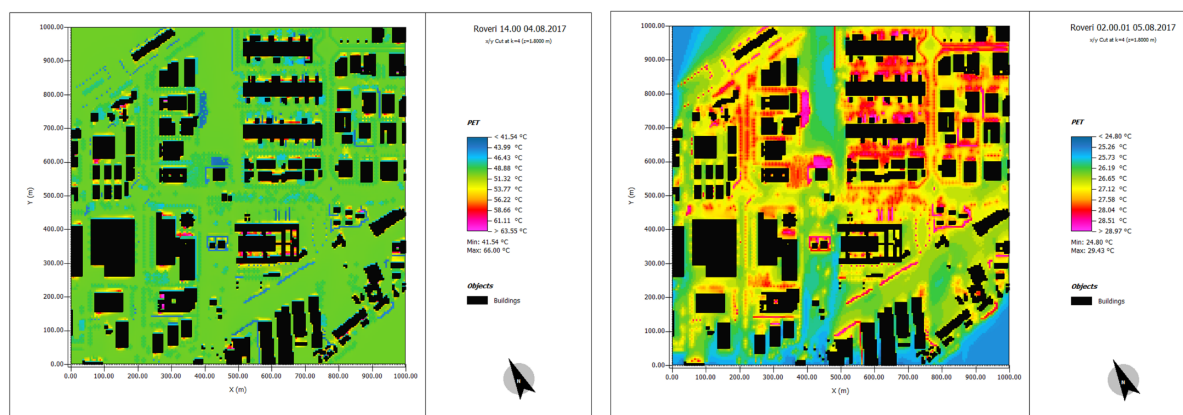 Roveri 14.00 04.08.2017
x/y Cut at k=4 (z=1.8000 m)
PET
< 41.54 °C
43.99 °C
46.43 °C
48.88 °C
51.32 °C
53.77 °C
56.22 °C
58.66 °C
61.11 °C
> 63.55 °C
Min: 41.54 °C
Max: 66.00 °C
Objects
Buildings
N
Y (m)
1000.00
900.00
800.00
700.00
600.00
500.00
400.00
300.00
200.00
100.00
0.00
0.00 100.00 200.00 300.00 400.00 500.00 600.00 700.00 800.00 900.00 1000.00
X (m)
Roveri 02.00.01 05.08.2017
x/y Cut at k=4 (z=1.8000 m)
PET
< 24.80 °C
25.26 °C
25.73 °C
26.19 °C
26.65 °C
27.12 °C
27.58 °C
28.04 °C
28.51 °C
> 28.97 °C
Min: 24.80 °C
Max: 29.43 °C
Objects
Buildings
N
Y (m)
1000.00
900.00
800.00
700.00
600.00
500.00
400.00
300.00
200.00
100.00
0.00
0.00 100.00 200.00 300.00 400.00 500.00 600.00 700.00 800.00 900.00 1000.00
X (m)